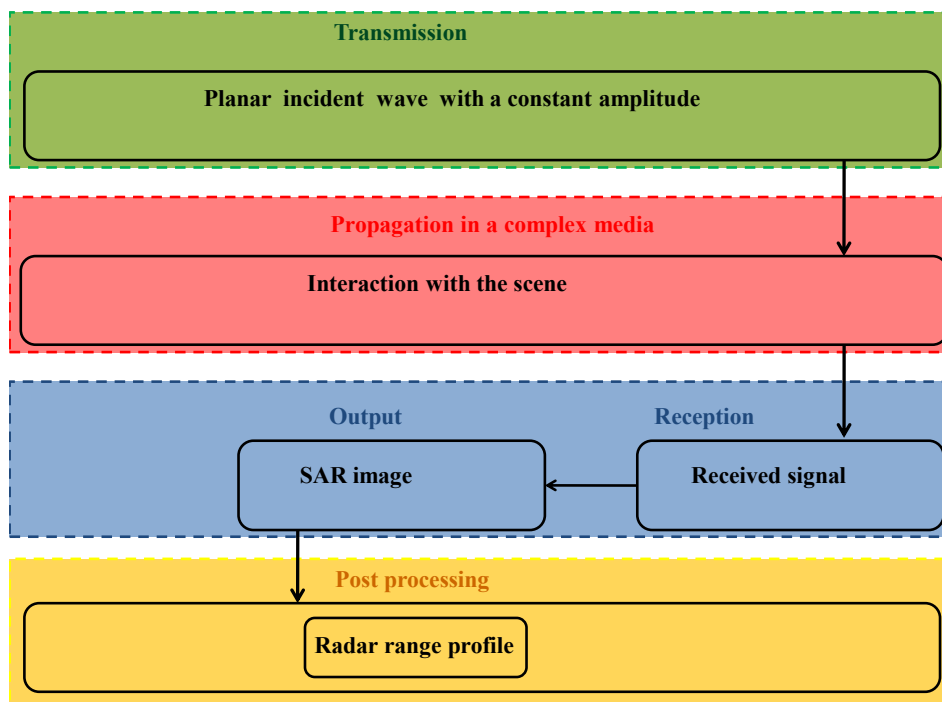 Transmission
Planar incident wave with a constant amplitude
Propagation in a complex media
Interaction with the scene
Output
Reception
SAR image
Received signal
Post processing
Radar range profile